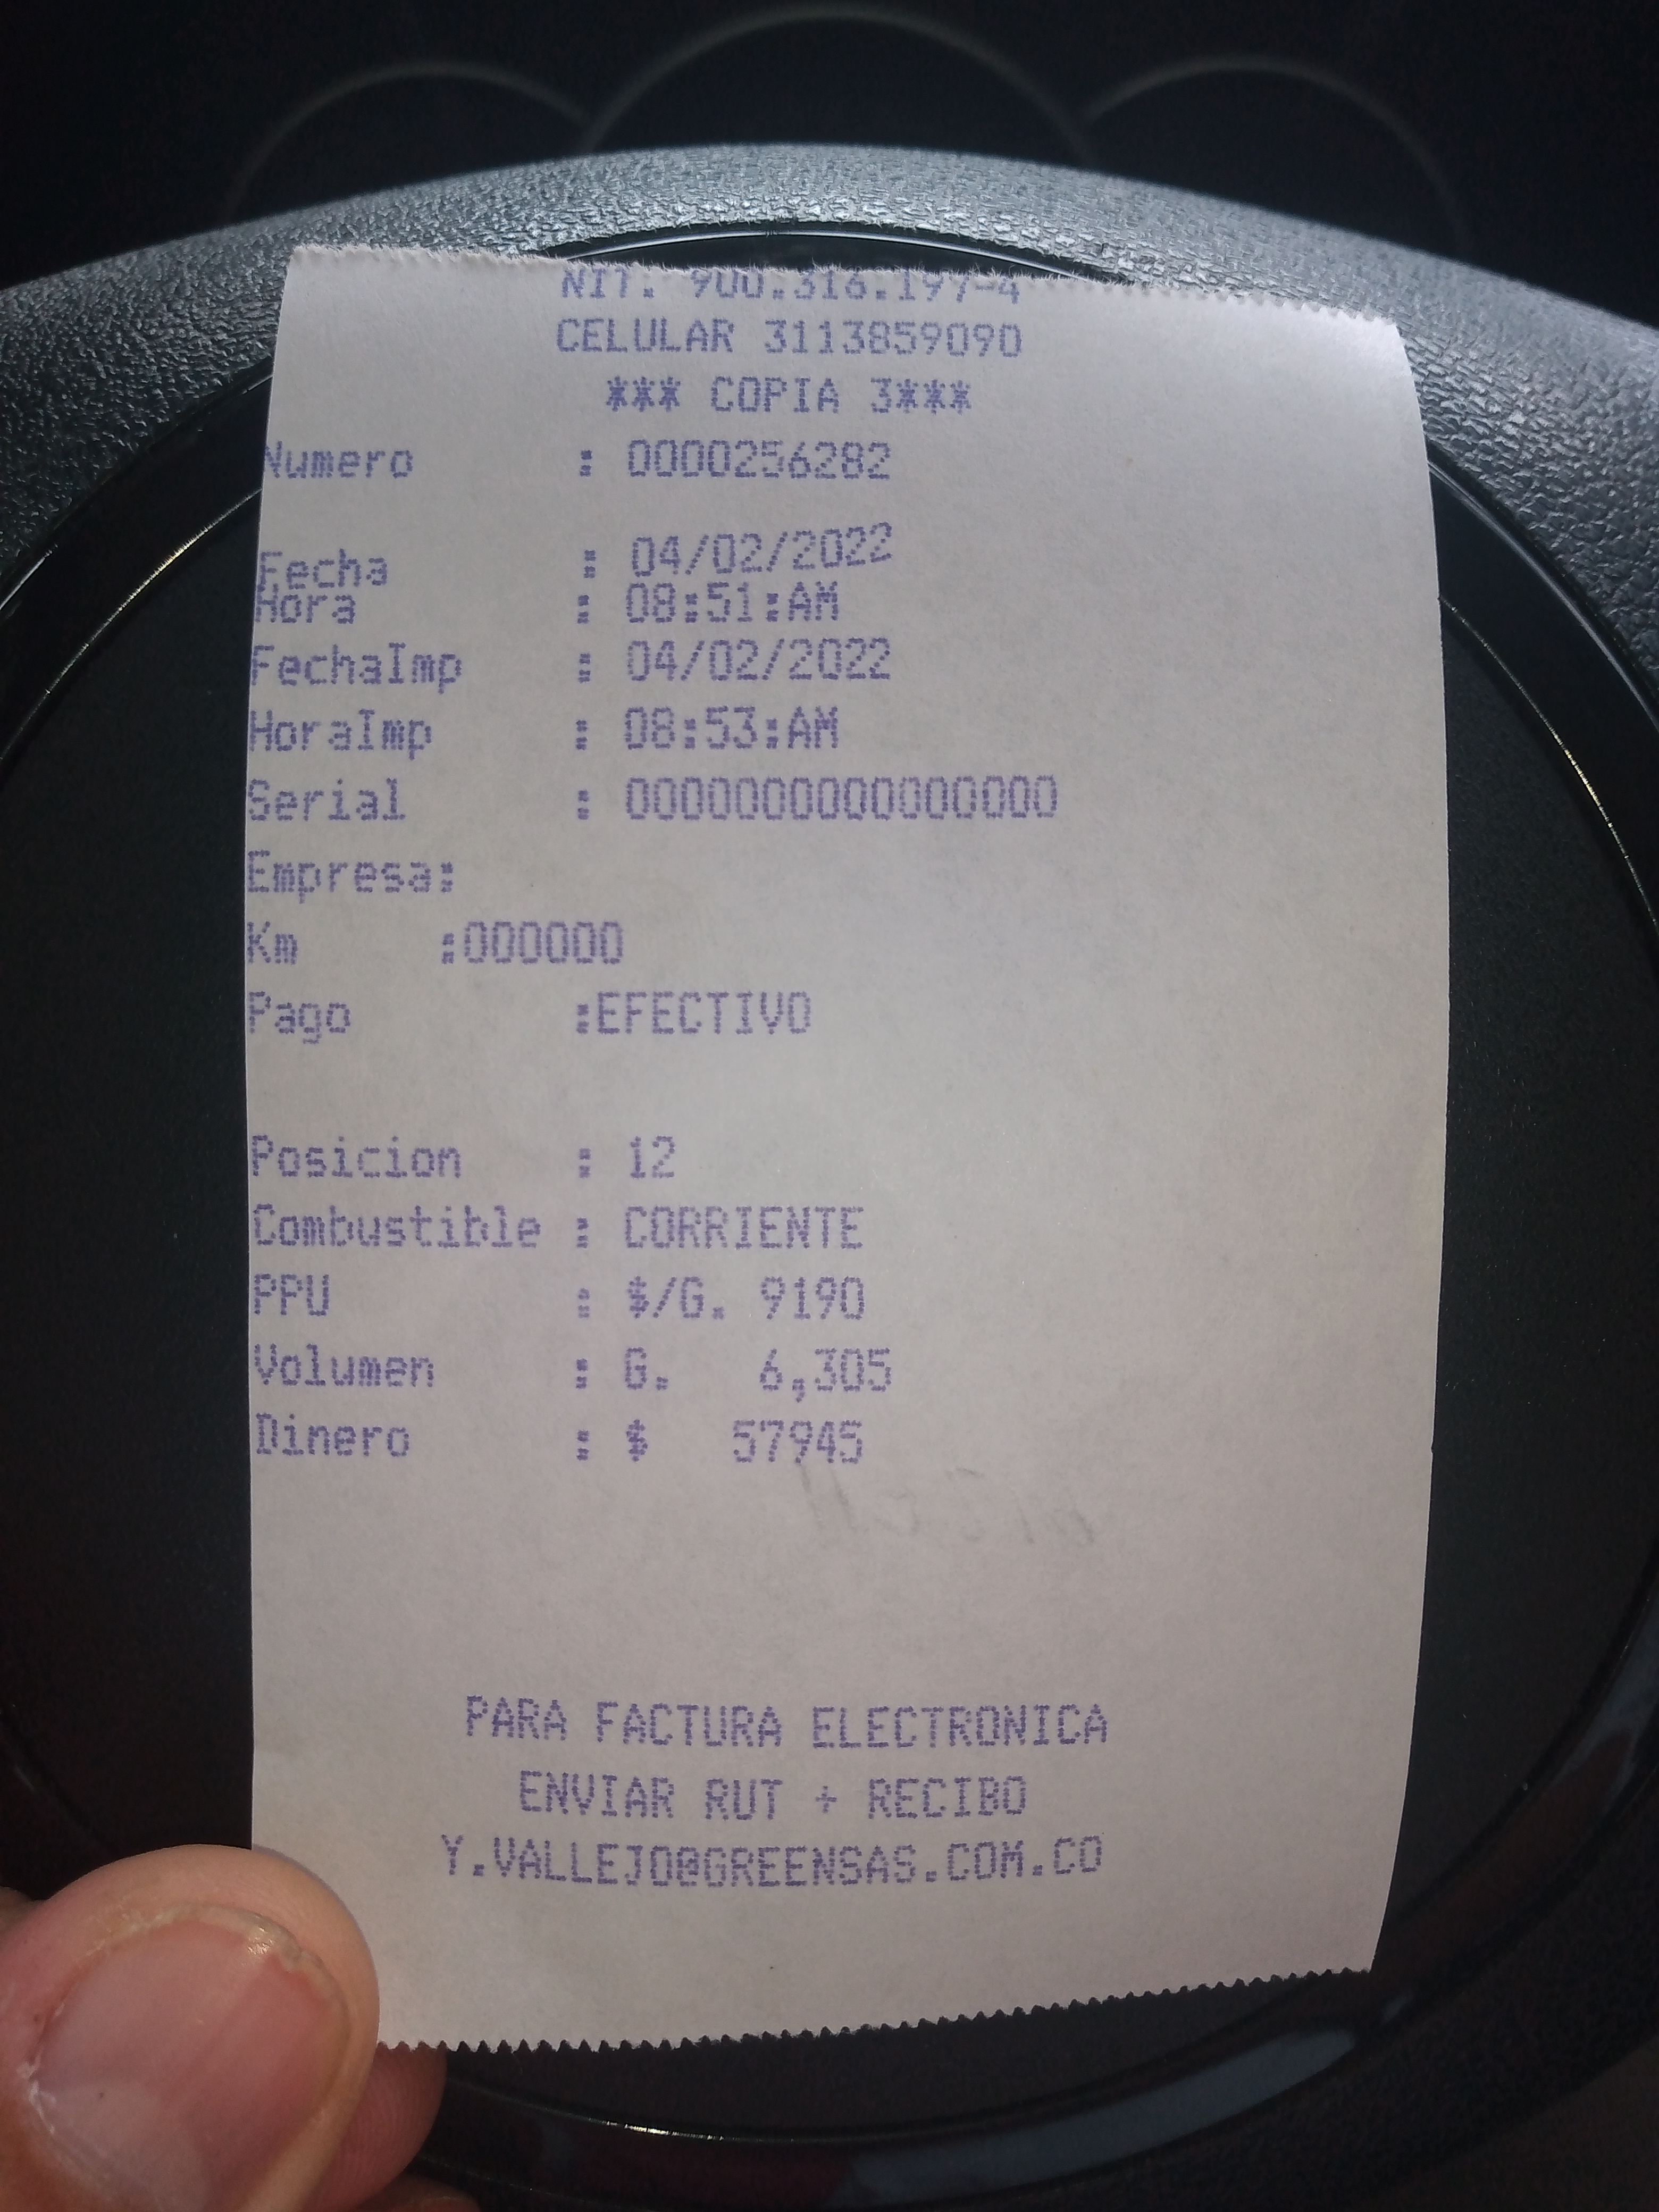 NIT. 900.316.197-4
CELULAR 3113859090
*** COPIA 3***
Numero : 0000256282
Fecha : 04/02/2022
Hora : 08:51:AM
FechaImp : 04/02/2022
HoraImp : 08:53:AM
Serial : 0000000000000000
Empresa:
Km :000000
Pago :EFECTIVO
Posicion : 12
Combustible : CORRIENTE
PPU : $/G. 9190
Volumen : G. 6,305
Dinero : $ 57945
PARA FACTURA ELECTRONICA
ENVIAR RUT + RECIBO
Y.VALLEJO@GREENGAS.COM.CO